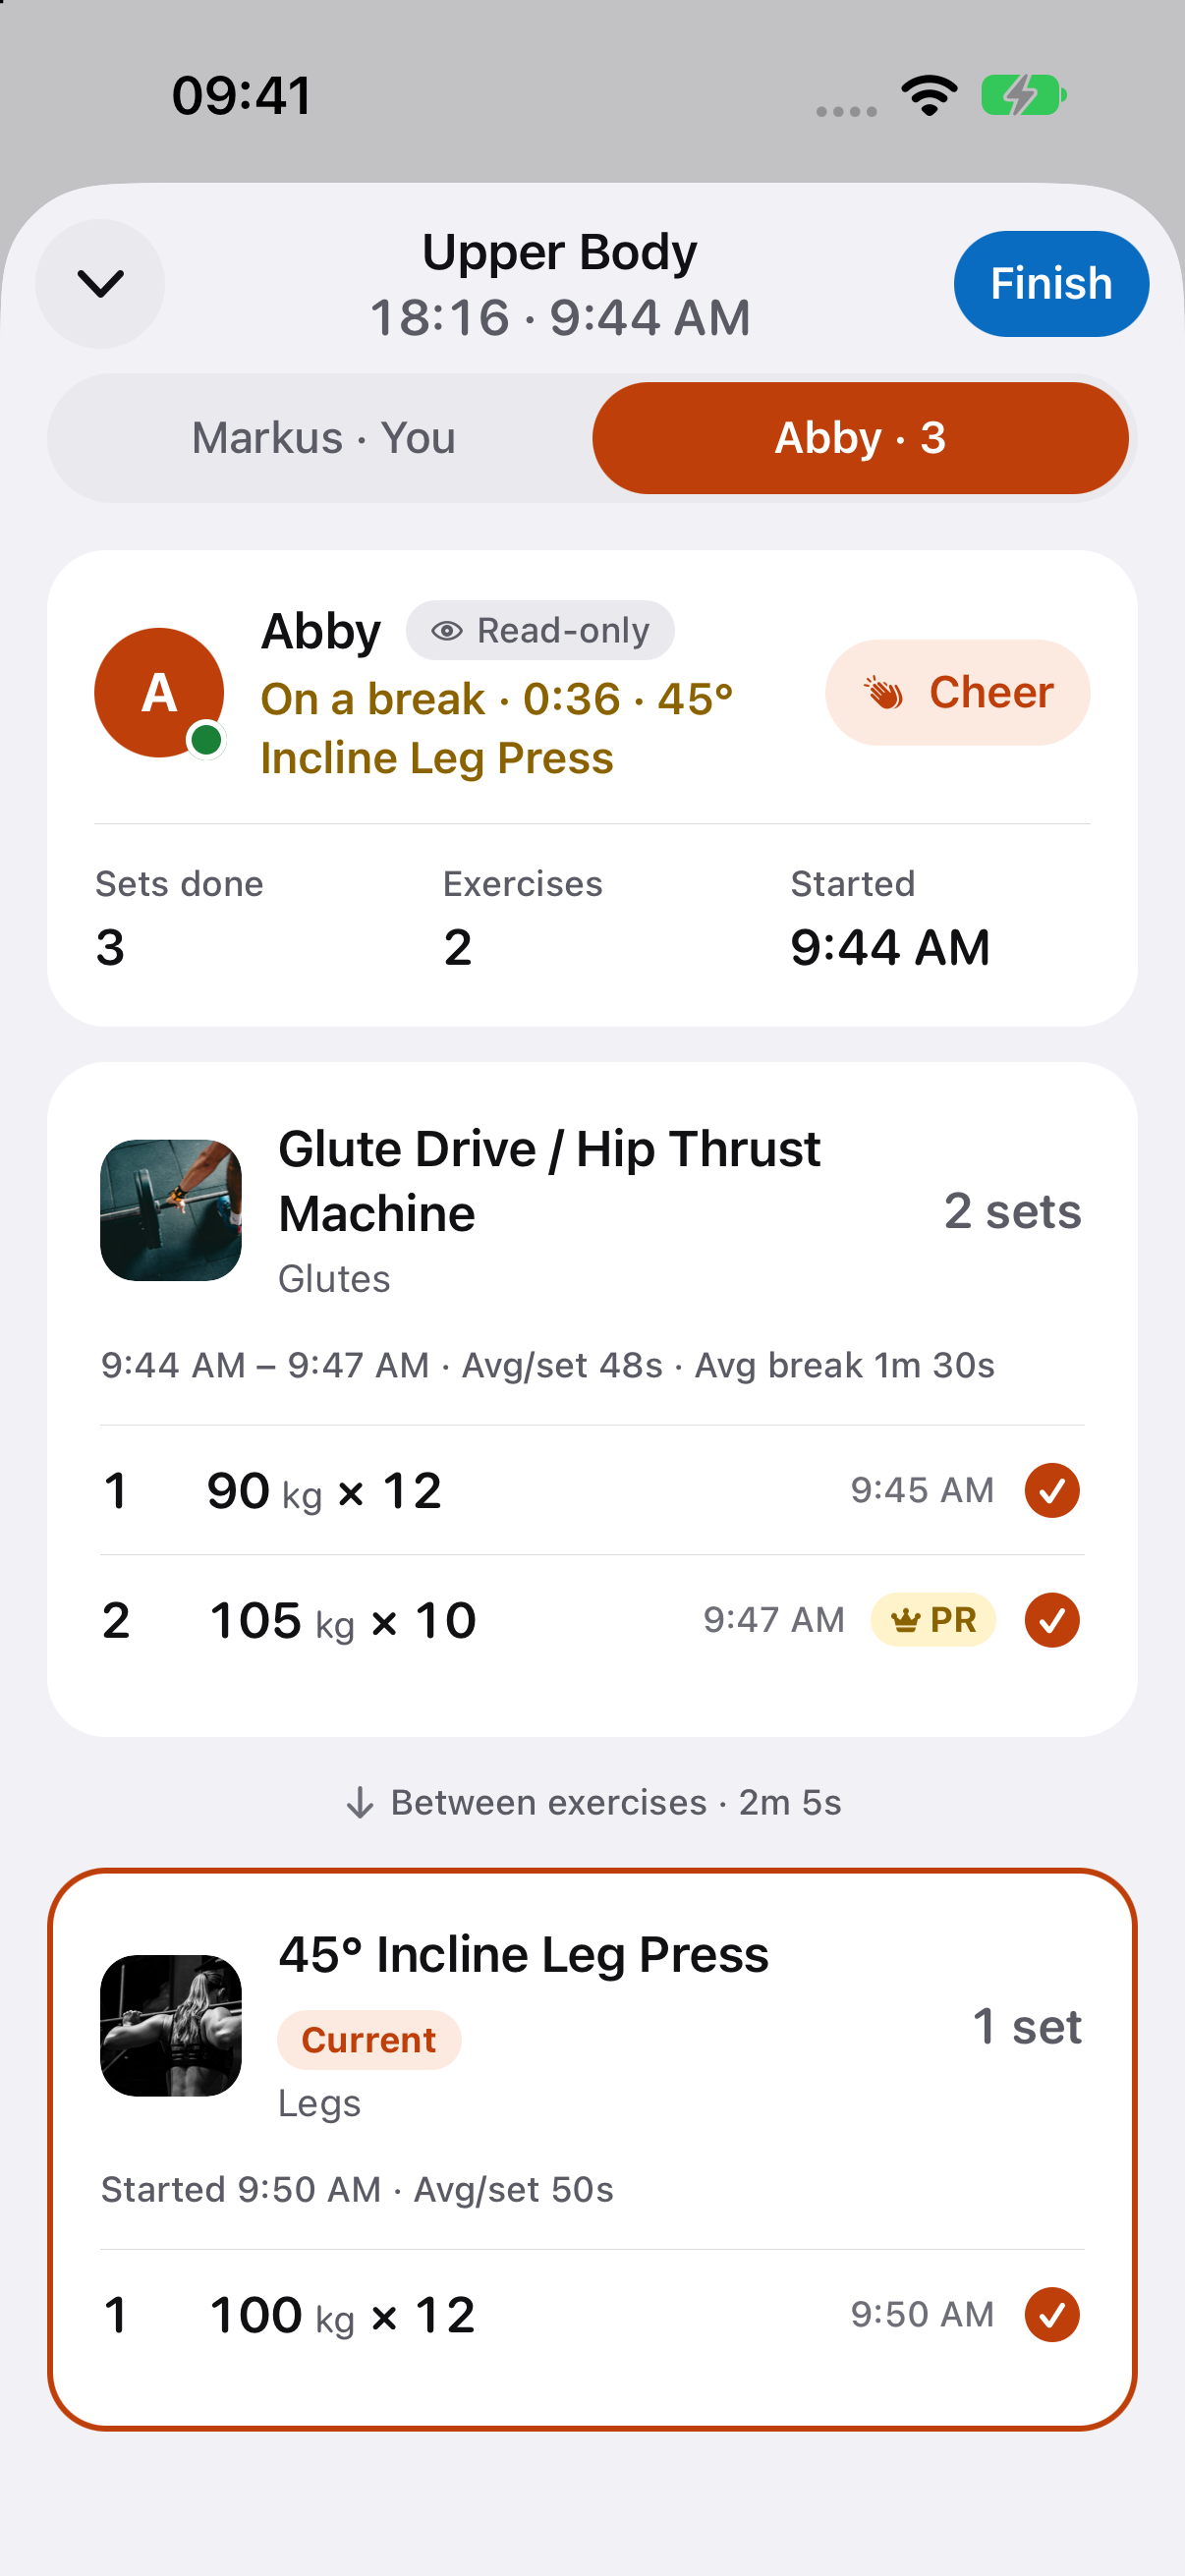 09:41
Upper Body
18:16 · 9:44 AM
Finish
Markus · You
Abby · 3
A
Abby
Read-only
On a break · 0:36 · 45°
Incline Leg Press
Cheer
Sets done
Exercises
Started
3
2
9:44 AM
Glute Drive / Hip Thrust
Machine
2 sets
Glutes
9:44 AM – 9:47 AM · Avg/set 48s · Avg break 1m 30s
1 90 kg × 12 9:45 AM
2 105 kg × 10 9:47 AM PR
↓ Between exercises · 2m 5s
45° Incline Leg Press
Current
1 set
Legs
Started 9:50 AM · Avg/set 50s
1 100 kg × 12 9:50 AM